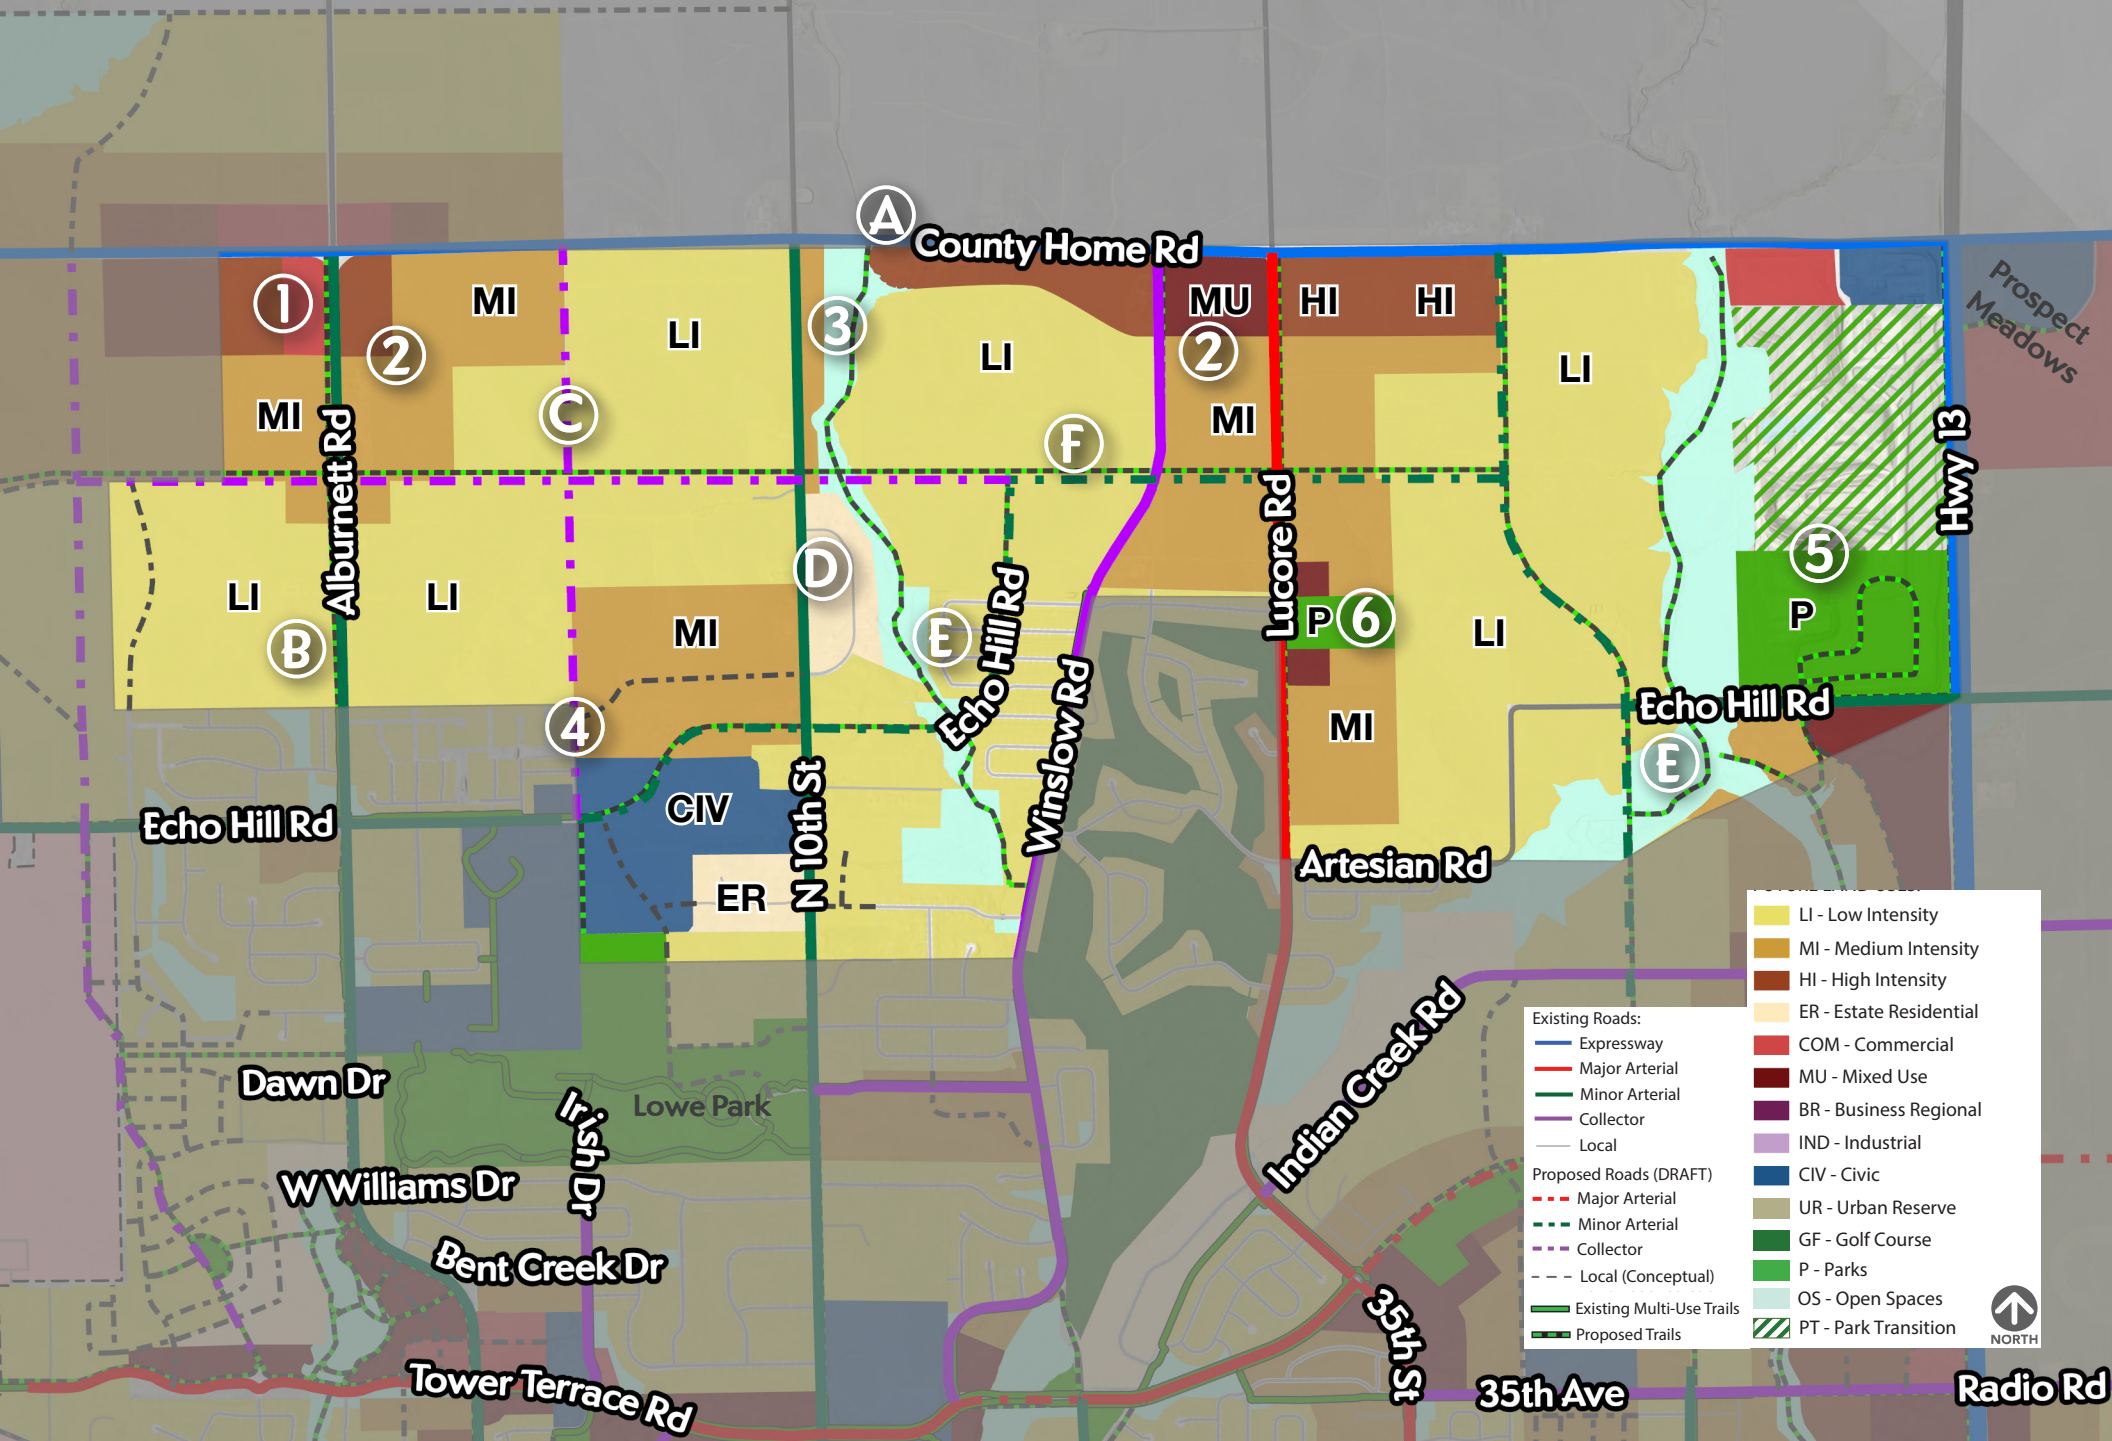 A
County Home Rd
1
2
MI
LI
3
LI
MU
2
HI
HI
LI
Prospect
Meadows
MI
Alburnett Rd
C
F
MI
Hwy 13
LI
B
LI
MI
D
E
Echo Hill Rd
Lucore Rd
P
6
LI
5
P
4
Winslow Rd
MI
Echo Hill Rd
E
Echo Hill Rd
CIV
N 10th St
ER
Artesian Rd
Indian Creek Rd
Dawn Dr
Irish Dr
Lowe Park
W Williams Dr
Bent Creek Dr
Tower Terrace Rd
35th St
35th Ave
Radio Rd
Existing Roads:
Expressway
Major Arterial
Minor Arterial
Collector
Local
Proposed Roads (DRAFT)
Major Arterial
Minor Arterial
Collector
Local (Conceptual)
Existing Multi-Use Trails
Proposed Trails
LI - Low Intensity
MI - Medium Intensity
HI - High Intensity
ER - Estate Residential
COM - Commercial
MU - Mixed Use
BR - Business Regional
IND - Industrial
CIV - Civic
UR - Urban Reserve
GF - Golf Course
P - Parks
OS - Open Spaces
PT - Park Transition
NORTH